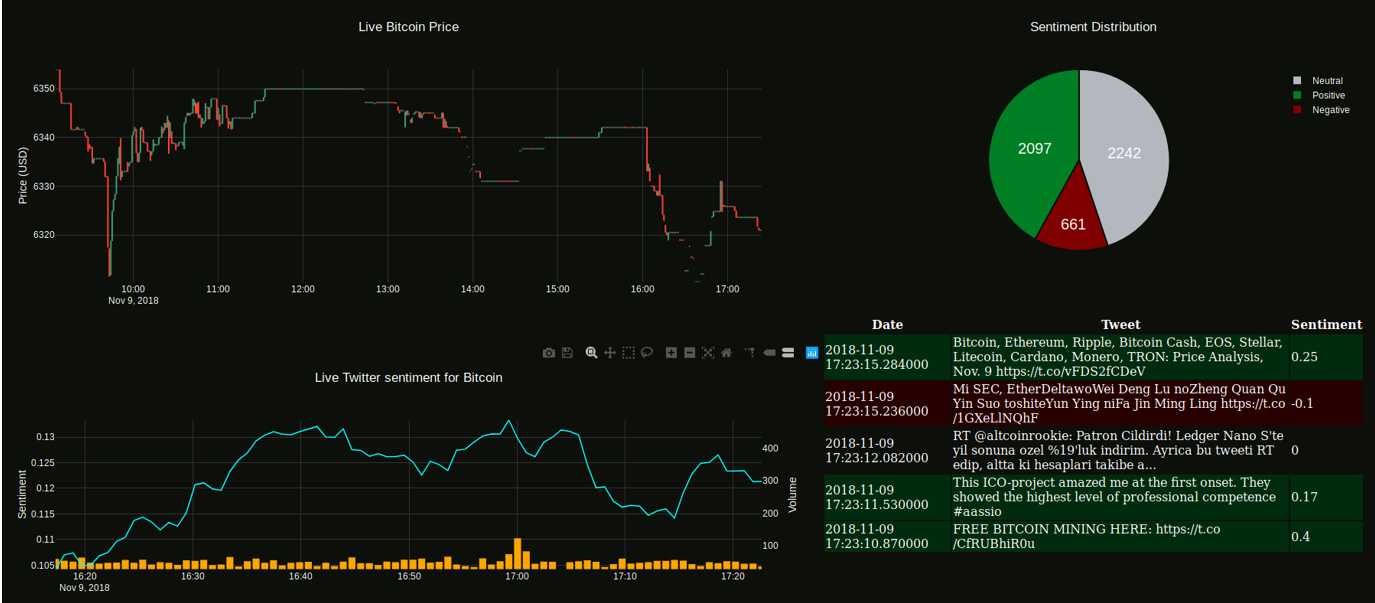 Live Bitcoin Price
Price (USD)
6350
6340
6330
6320
10:00 11:00 12:00 13:00 14:00 15:00 16:00 17:00
Nov 9, 2018
Sentiment Distribution
2097
2242
661
Neutral
Positive
Negative
Live Twitter sentiment for Bitcoin
Sentiment
0.13
0.125
0.12
0.115
0.11
0.105
400
300
200
100
Volume
16:20 16:30 16:40 16:50 17:00 17:10 17:20
Nov 9, 2018
Date Tweet Sentiment
2018-11-09
17:23:15.284000
Bitcoin, Ethereum, Ripple, Bitcoin Cash, EOS, Stellar,
Litecoin, Cardano, Monero, TRON: Price Analysis,
Nov. 9 https://t.co/vFDS2fCDeV
0.25
2018-11-09
17:23:15.236000
Mi SEC, EtherDeltawoWei Deng Lu noZheng Quan Qu
Yin Suo toshiteYun Ying niFa Jin Ming Ling https://t.co
/1GXeLlNQhF
-0.1
2018-11-09
17:23:12.082000
RT @altcoinrookie: Patron Cildirdi! Ledger Nano S'te
yil sonuna ozel %19'luk indirim. Ayrica bu tweeti RT
edip, altta ki hesaplari takibe a...
0
2018-11-09
17:23:11.530000
This ICO-project amazed me at the first onset. They
showed the highest level of professional competence
#aassio
0.17
2018-11-09
17:23:10.870000
FREE BITCOIN MINING HERE: https://t.co
/CfRUBhiR0u
0.4